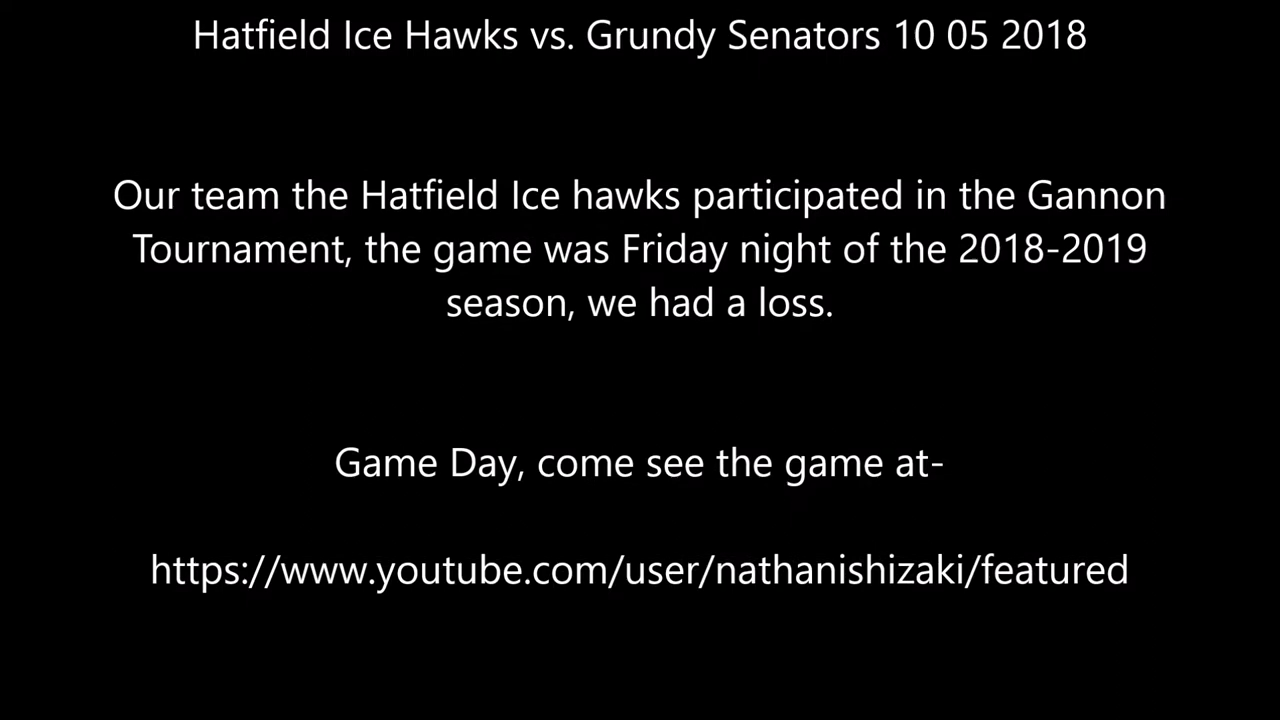 Hatfield Ice Hawks vs. Grundy Senators 10 05 2018
Our team the Hatfield Ice hawks participated in the Gannon
Tournament, the game was Friday night of the 2018-2019
season, we had a loss.
Game Day, come see the game at-
https://www.youtube.com/user/nathanishizaki/featured